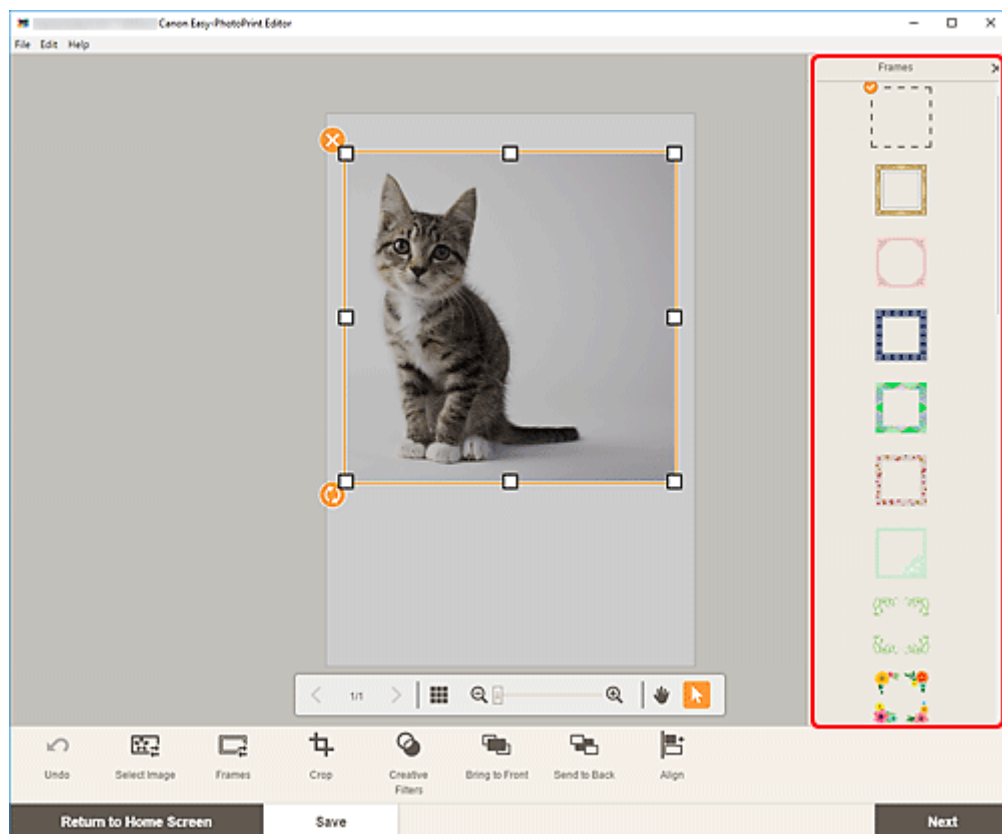 Canon Easy-PhotoPrint Editor
File Edit Help
Frames
1/1
Undo
Select Image
Frames
Crop
Creative
Filters
Bring to Front
Send to Back
Align
Return to Home Screen
Save
Next